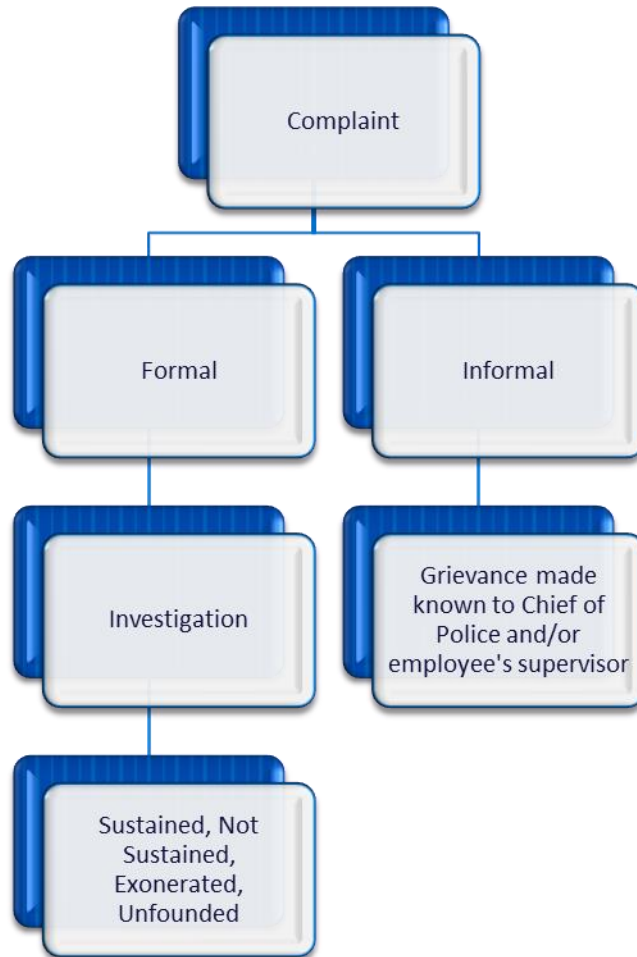 Complaint
Formal
Informal
Investigation
Grievance made
known to Chief of
Police and/or
employee's supervisor
Sustained, Not
Sustained,
Exonerated,
Unfounded